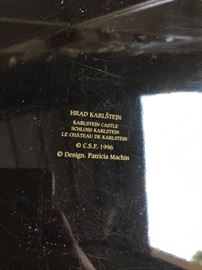 HRAD KARLŠTEJN
KARLSTEIN CASTLE
SCHLOSS KARLSTEIN
LE CHÂTEAU DE KARLSTEIN
© C.S.F. 1996
© Design. Patricia Machin